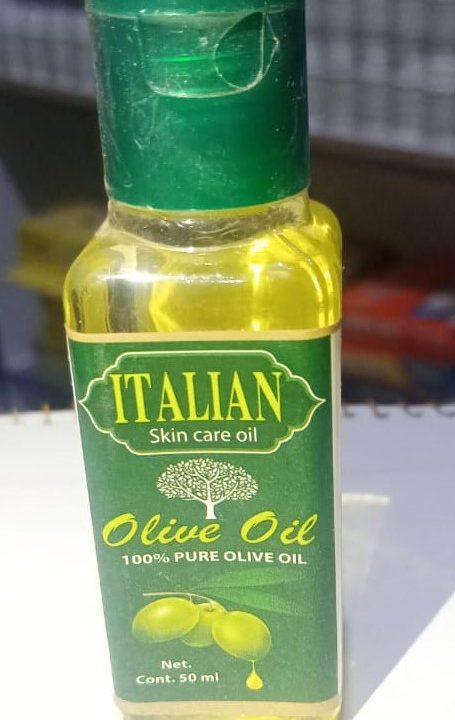 ITALIAN
Skin care oil
Olive Oil
100% PURE OLIVE OIL
Net.
Cont. 50 ml